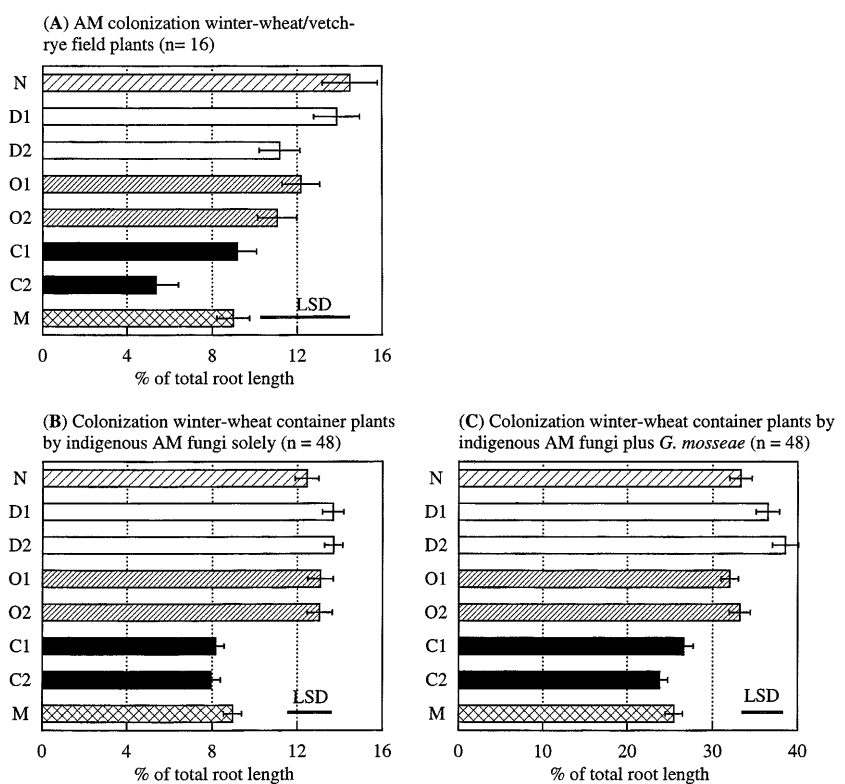 (A) AM colonization winter-wheat/vetch-
rye field plants (n= 16)
N
D1
D2
O1
O2
C1
C2
M
LSD
0 4 8 12 16
% of total root length
(B) Colonization winter-wheat container plants
by indigenous AM fungi solely (n = 48)
N
D1
D2
O1
O2
C1
C2
M
LSD
0 4 8 12 16
% of total root length
(C) Colonization winter-wheat container plants by
indigenous AM fungi plus G. mosseae (n = 48)
N
D1
D2
O1
O2
C1
C2
M
LSD
0 10 20 30 40
% of total root length